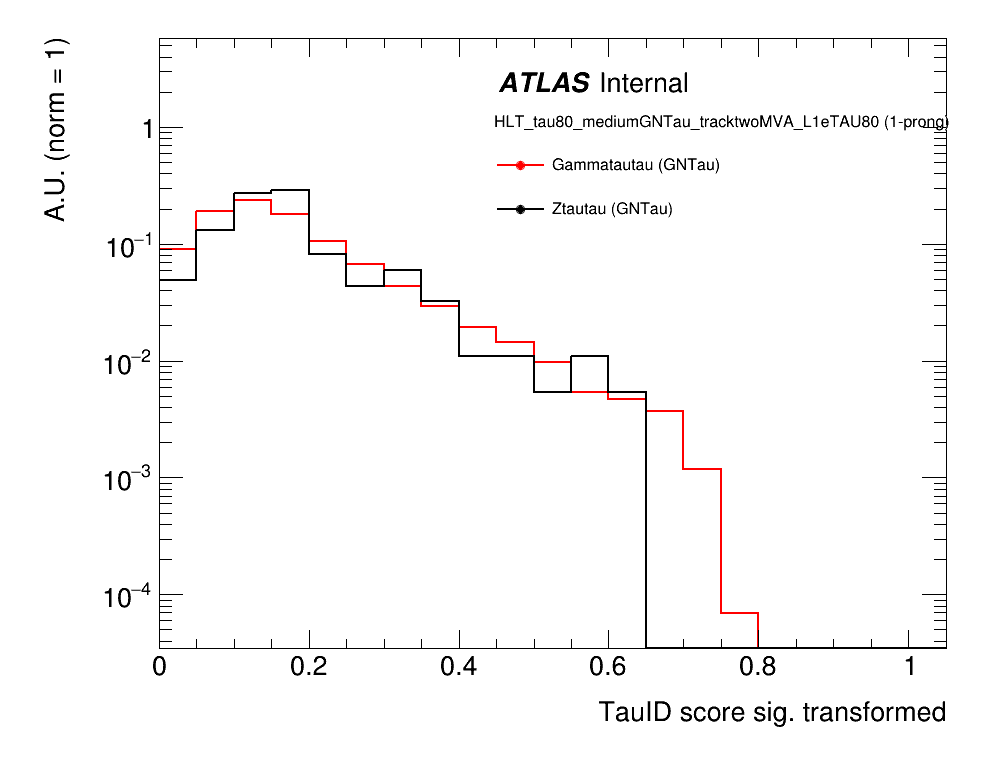 A.U. (norm = 1)
ATLAS Internal
HLT_tau80_mediumGNTau_tracktwoMVA_L1eTAU80 (1-prong)
Gammatautau (GNTau)
Ztautau (GNTau)
1
10⁻¹
10⁻²
10⁻³
10⁻⁴
0 0.2 0.4 0.6 0.8 1
TauID score sig. transformed